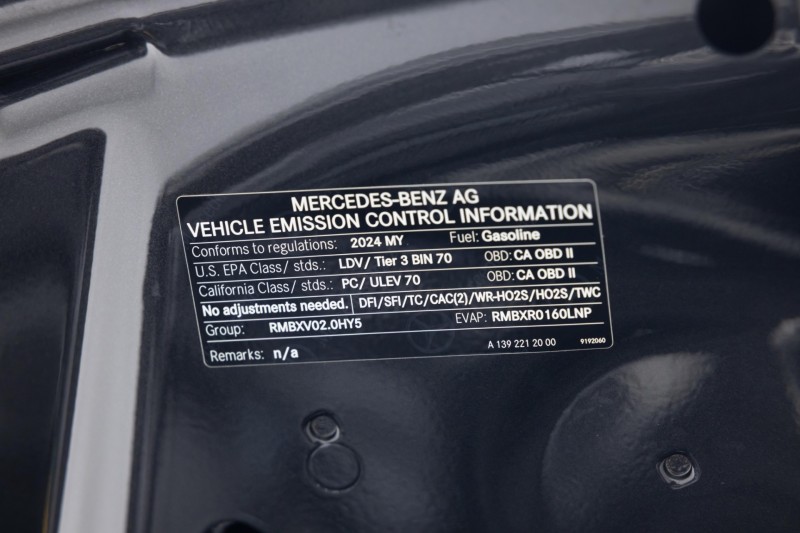 MERCEDES-BENZ AG
VEHICLE EMISSION CONTROL INFORMATION
Conforms to regulations: 2024 MY Fuel: Gasoline
U.S. EPA Class/ stds.: LDV/ Tier 3 BIN 70 OBD: CA OBD II
California Class/ stds.: PC/ ULEV 70 OBD: CA OBD II
No adjustments needed. DFI/SFI/TC/CAC(2)/WR-HO2S/HO2S/TWC
Group: RMBXV02.0HY5 EVAP: RMBXR0160LNP
Remarks: n/a A 139 221 20 00 9192060